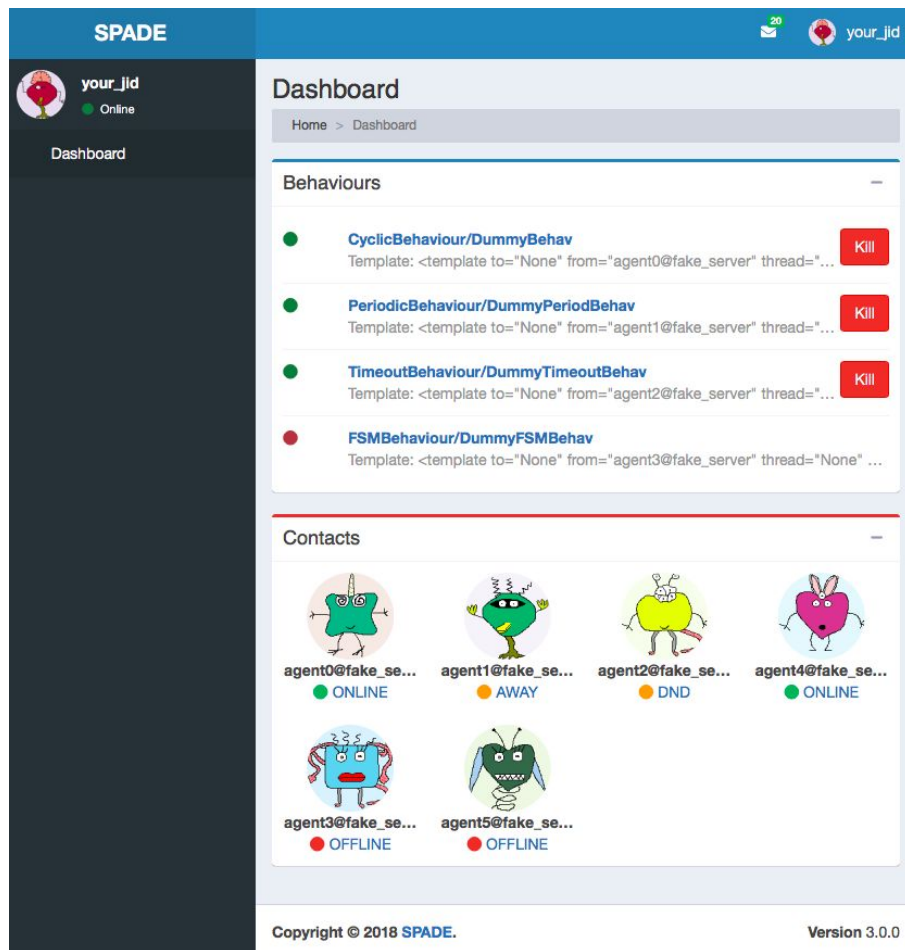 SPADE
20
your_jid
your_jid
Online
Dashboard
Dashboard
Home > Dashboard
Behaviours
CyclicBehaviour/DummyBehav
Template: <template to="None" from="agent0@fake_server" thread="...
Kill
PeriodicBehaviour/DummyPeriodBehav
Template: <template to="None" from="agent1@fake_server" thread="...
Kill
TimeoutBehaviour/DummyTimeoutBehav
Template: <template to="None" from="agent2@fake_server" thread="...
Kill
FSMBehaviour/DummyFSMBehav
Template: <template to="None" from="agent3@fake_server" thread="None" ...
Contacts
agent0@fake_se... agent1@fake_se... agent2@fake_se... agent4@fake_se...
ONLINE AWAY DND ONLINE
agent3@fake_se... agent5@fake_se...
OFFLINE OFFLINE
Copyright © 2018 SPADE. Version 3.0.0